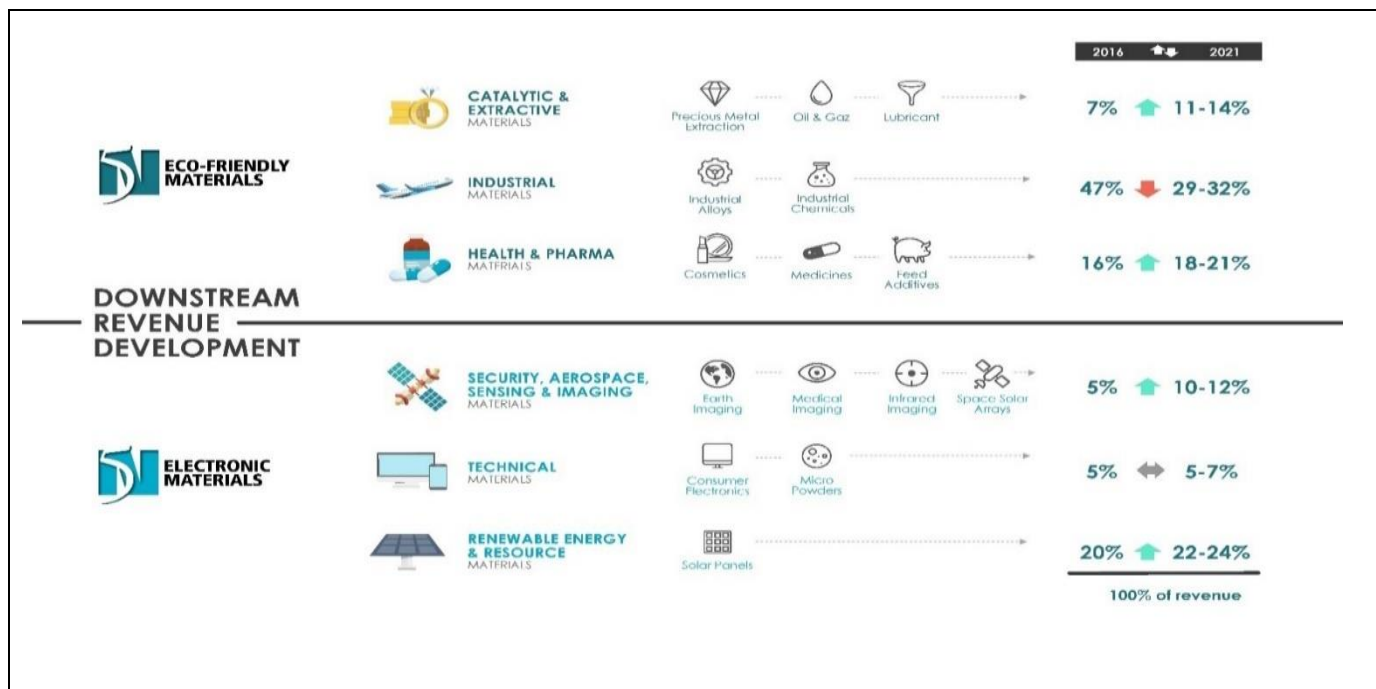 2016 2021
CATALYTIC &
EXTRACTIVE
MATERIALS
Precious Metal
Extraction
Oil & Gaz
Lubricant
7% 11-14%
5N ECO-FRIENDLY
MATERIALS
INDUSTRIAL
MATERIALS
Industrial
Alloys
Industrial
Chemicals
47% 29-32%
HEALTH & PHARMA
MATERIALS
Cosmetics
Medicines
Feed
Additives
16% 18-21%
DOWNSTREAM
REVENUE
DEVELOPMENT
SECURITY, AEROSPACE,
SENSING & IMAGING
MATERIALS
Earth
Imaging
Medical
Imaging
Infrared
Imaging
Space Solar
Arrays
5% 10-12%
5N ELECTRONIC
MATERIALS
TECHNICAL
MATERIALS
Consumer
Electronics
Micro
Powders
5% 5-7%
RENEWABLE ENERGY
& RESOURCE
MATERIALS
Solar Panels
20% 22-24%
100% of revenue